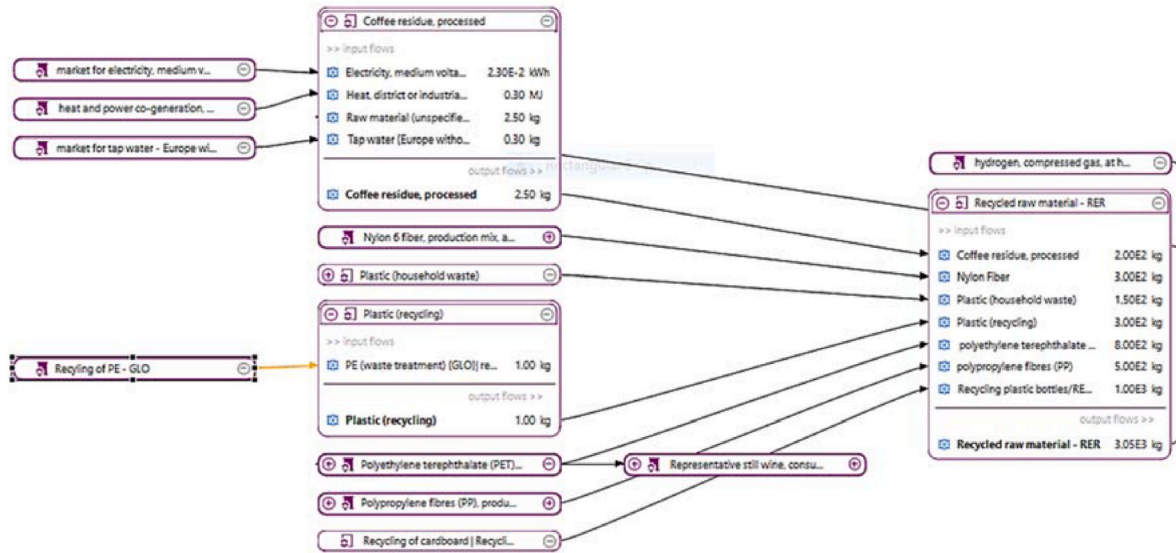 Coffee residue, processed
>> input flows
Electricity, medium volta... 2.30E-2 kWh
Heat, district or industria... 0.30 MJ
Raw material (unspecifie... 2.50 kg
Tap water {Europe witho... 0.30 kg
output flows >>
Coffee residue, processed 2.50 kg
market for electricity, medium v...
heat and power co-generation, ...
market for tap water - Europe wi...
Nylon 6 fiber, production mix, a...
Plastic (household waste)
Plastic (recycling)
>> input flows
PE (waste treatment) {GLO}| re... 1.00 kg
output flows >>
Plastic (recycling) 1.00 kg
Recyling of PE - GLO
Polyethylene terephthalate (PET)...
Representative still wine, consu...
Polypropylene fibres (PP), produ...
Recycling of cardboard | Recycli...
hydrogen, compressed gas, at h...
Recycled raw material - RER
>> input flows
Coffee residue, processed 2.00E2 kg
Nylon Fiber 3.00E2 kg
Plastic (household waste) 1.50E2 kg
Plastic (recycling) 3.00E2 kg
polyethylene terephthalate ... 8.00E2 kg
polypropylene fibres (PP) 5.00E2 kg
Recycling plastic bottles/RE... 1.00E3 kg
output flows >>
Recycled raw material - RER 3.05E3 kg